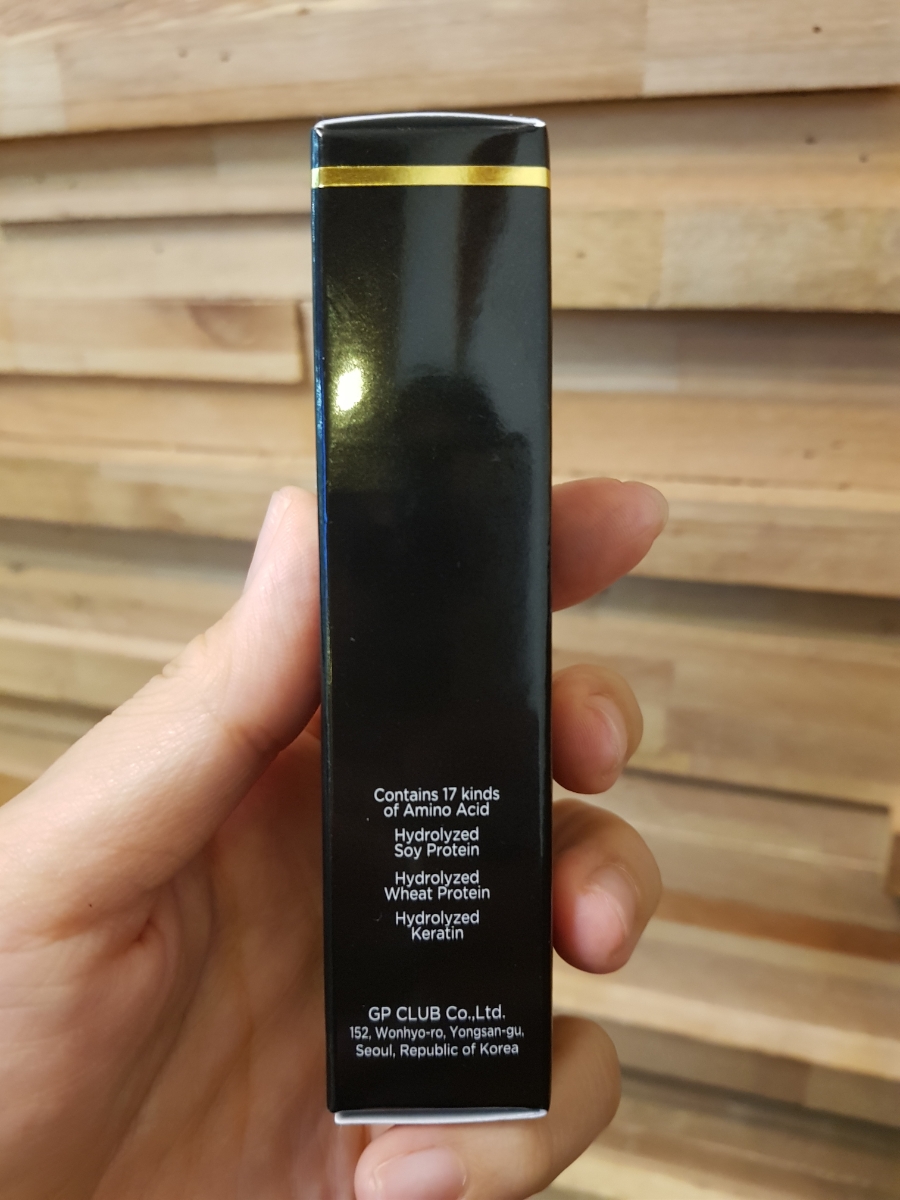 Contains 17 kinds
of Amino Acid
Hydrolyzed
Soy Protein
Hydrolyzed
Wheat Protein
Hydrolyzed
Keratin
GP CLUB Co.,Ltd.
152, Wonhyo-ro, Yongsan-gu,
Seoul, Republic of Korea